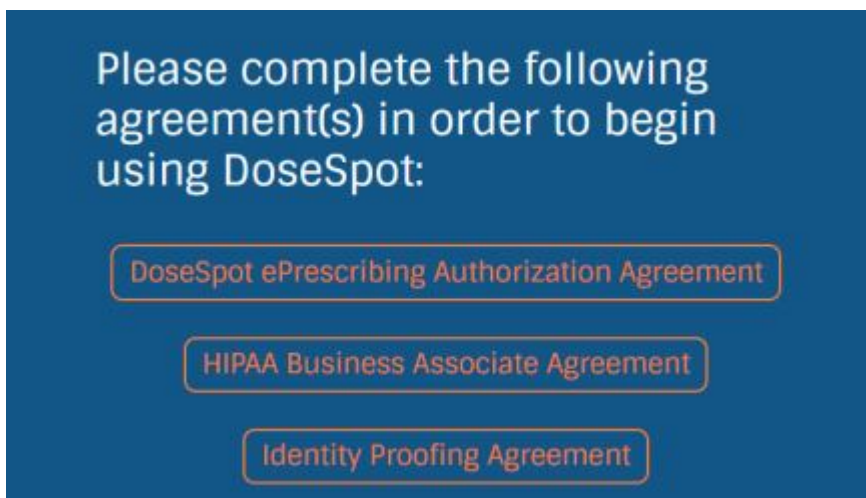 Please complete the following
agreement(s) in order to begin
using DoseSpot:
DoseSpot ePrescribing Authorization Agreement
HIPAA Business Associate Agreement
Identity Proofing Agreement